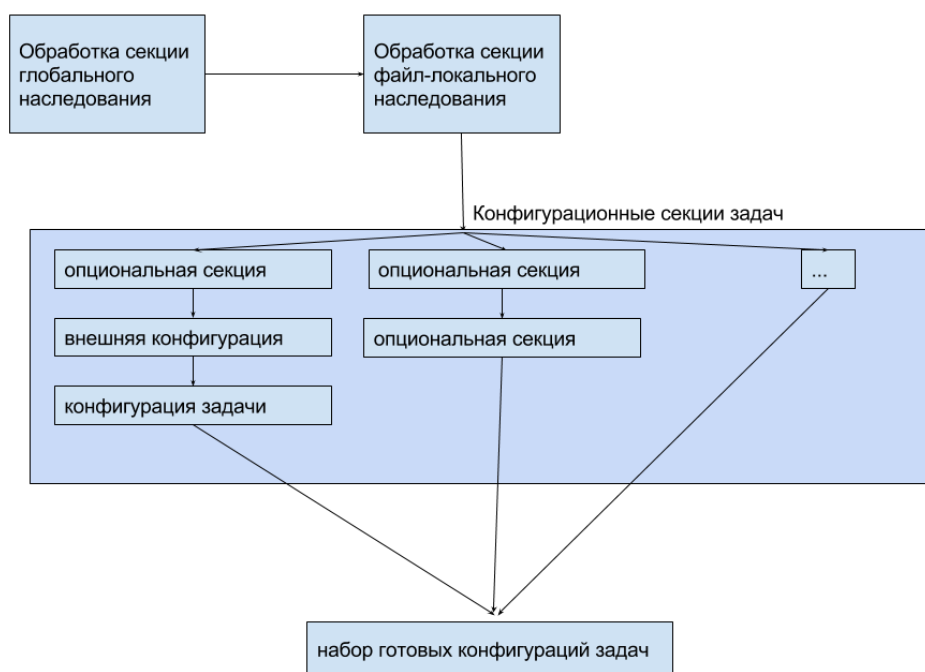 Обработка секции
глобального
наследования
Обработка секции
файл-локального
наследования
Конфигурационные секции задач
опциональная секция
опциональная секция
...
внешняя конфигурация
опциональная секция
конфигурация задачи
набор готовых конфигураций задач